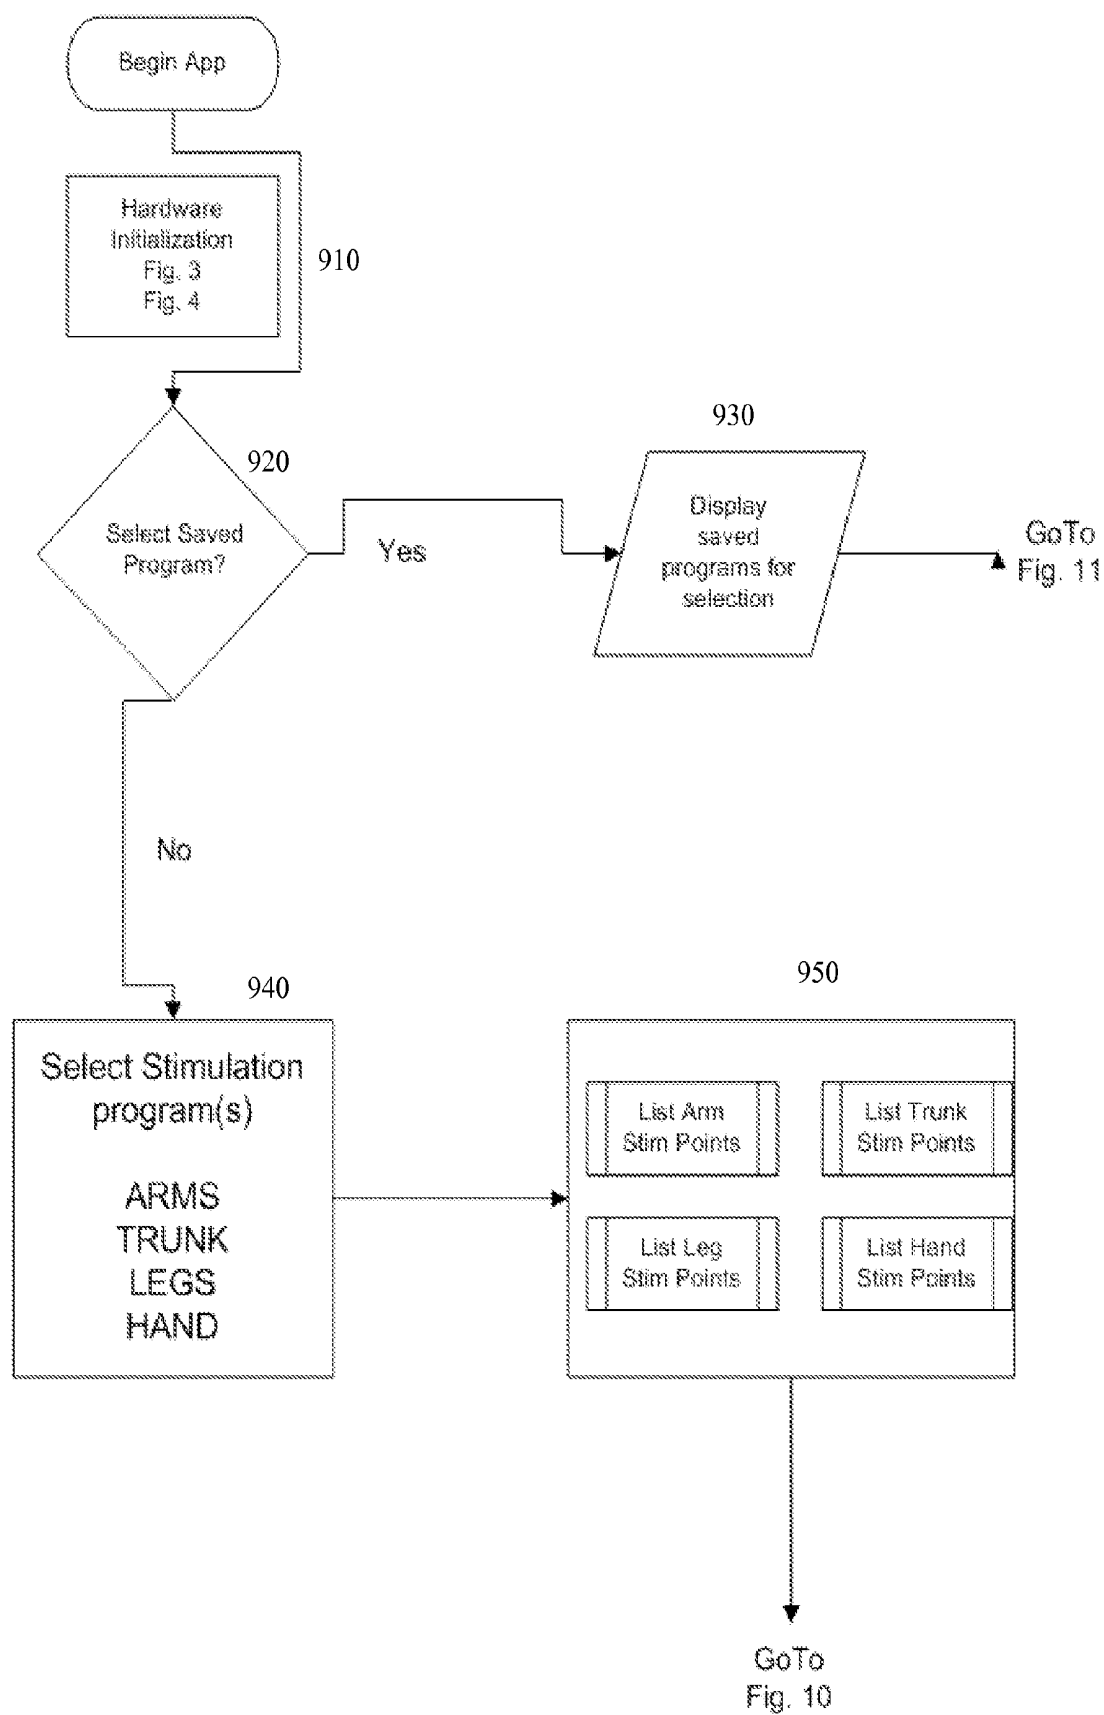 Begin App
Hardware
Initialization
Fig. 3
Fig. 4
910
920
Select Saved
Program?
Yes
930
Display
saved
programs for
selection
GoTo
Fig. 11
No
940
Select Stimulation
program(s)
ARMS
TRUNK
LEGS
HAND
950
List Arm
Stim Points
List Trunk
Stim Points
List Leg
Stim Points
List Hand
Stim Points
GoTo
Fig. 10